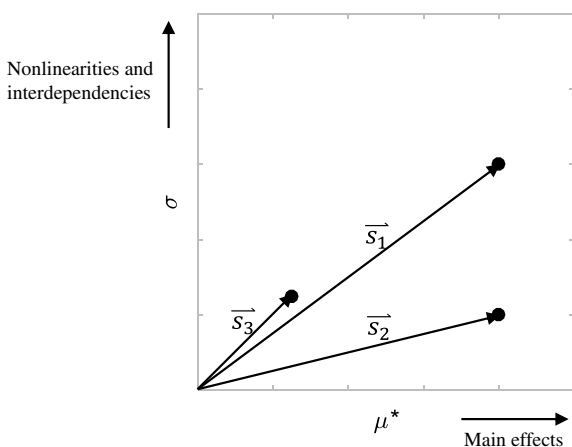 Nonlinearities and
interdependencies
σ
s₁
s₃
s₂
μ*
Main effects